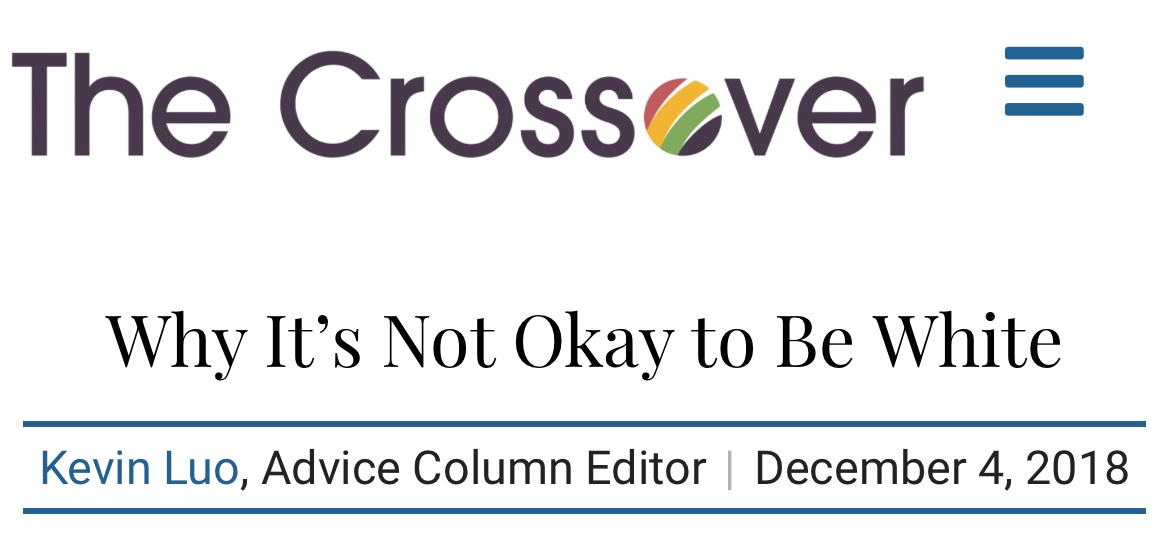 The Crossover
Why It’s Not Okay to Be White
Kevin Luo, Advice Column Editor | December 4, 2018